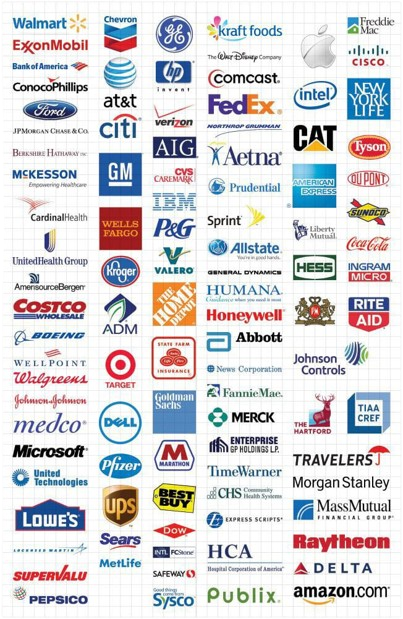 Walmart
ExxonMobil
Bank of America
ConocoPhillips
Ford
JPMORGAN CHASE & CO.
BERKSHIRE HATHAWAY INC.
MCKESSON
Empowering Healthcare
CardinalHealth
UnitedHealth Group
AmerisourceBergen
COSTCO
WHOLESALE
BOEING
WELLPOINT
Walgreens
Johnson & Johnson
medco
Microsoft
United
Technologies
LOWE'S
LOCKHEED MARTIN
SUPERVALU
PEPSICO
Chevron
at&t
citi
GM
WELLS
FARGO
Kroger
ADM
TARGET
DELL
Pfizer
ups
Sears
MetLife
GE
hp
invent
verizon
AIG
CVS
CAREMARK
IBM
P&G
VALERO
THE
HOME
DEPOT
STATE FARM
INSURANCE
Goldman
Sachs
M
MARATHON
BEST
BUY
Dow
INTL FCStone
SAFEWAY
Good things
come from
Sysco
kraft foods
The WALT DISNEY Company
COMCAST
FedEx
NORTHROP GRUMMAN
Aetna
Prudential
Sprint
Allstate
You're in good hands.
GENERAL DYNAMICS
HUMANA
Guidance when you need it most
Honeywell
Abbott
News Corporation
FannieMae
MERCK
ENTERPRISE
GP HOLDINGS L.P.
TimeWarner
CHS Community
Health Systems
EXPRESS SCRIPTS
HCA
Hospital Corporation of America
Publix
intel
CAT
AMERICAN
EXPRESS
Liberty
Mutual
HESS
PM
Johnson
Controls
THE
HARTFORD
TRAVELERS
Morgan Stanley
MassMutual
FINANCIAL GROUP
Raytheon
DELTA
amazon.com
Freddie
Mac
CISCO
NEW
YORK
LIFE
Tyson
DUPONT
SUNOCO
Coca-Cola
INGRAM
MICRO
RITE
AID
TIAA
CREF